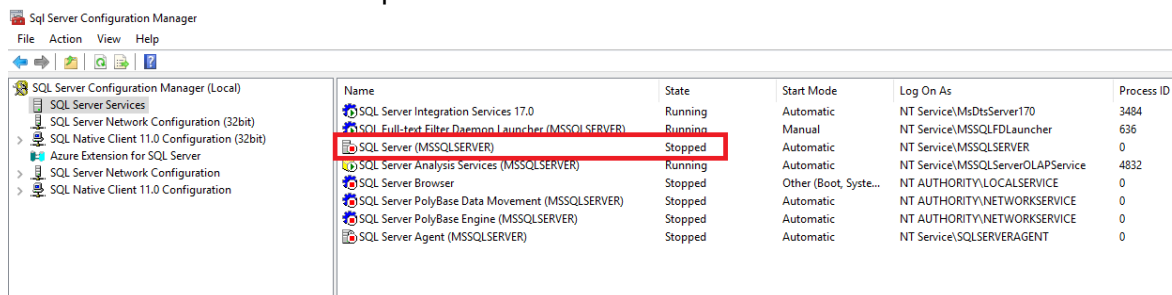 Sql Server Configuration Manager
File Action View Help
SQL Server Configuration Manager (Local)
SQL Server Services
SQL Server Network Configuration (32bit)
SQL Native Client 11.0 Configuration (32bit)
Azure Extension for SQL Server
SQL Server Network Configuration
SQL Native Client 11.0 Configuration
Name State Start Mode Log On As Process ID
SQL Server Integration Services 17.0 Running Automatic NT Service\MsDtsServer170 3484
SQL Full-text Filter Daemon Launcher (MSSQLSERVER) Running Manual NT Service\MSSQLFDLauncher 636
SQL Server (MSSQLSERVER) Stopped Automatic NT Service\MSSQLSERVER 0
SQL Server Analysis Services (MSSQLSERVER) Running Automatic NT Service\MSSQLServerOLAPService 4832
SQL Server Browser Stopped Other (Boot, Syste... NT AUTHORITY\LOCALSERVICE 0
SQL Server PolyBase Data Movement (MSSQLSERVER) Stopped Automatic NT AUTHORITY\NETWORKSERVICE 0
SQL Server PolyBase Engine (MSSQLSERVER) Stopped Automatic NT AUTHORITY\NETWORKSERVICE 0
SQL Server Agent (MSSQLSERVER) Stopped Automatic NT Service\SQLSERVERAGENT 0